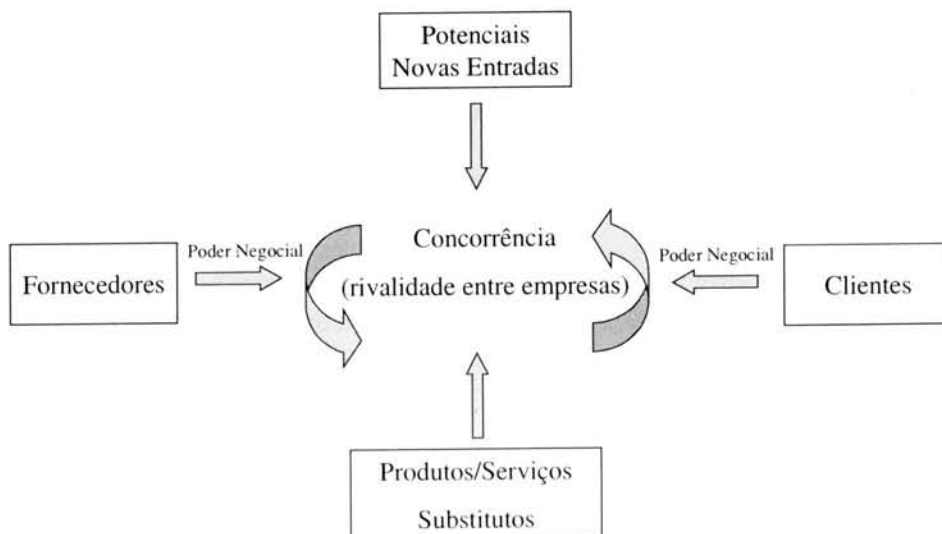 Potenciais
Novas Entradas
Poder Negocial
Fornecedores
Concorrência
(rivalidade entre empresas)
Poder Negocial
Clientes
Produtos/Serviços
Substitutos